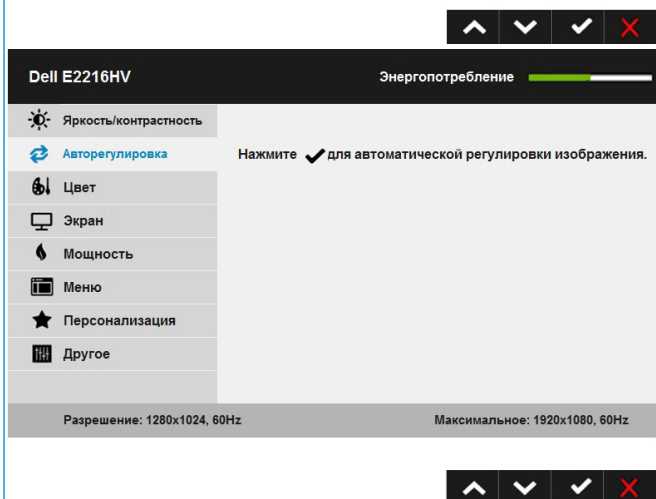 Dell E2216HV
Энергопотребление
Яркость/контрастность
Авторегулировка
Нажмите для автоматической регулировки изображения.
Цвет
Экран
Мощность
Меню
Персонализация
Другое
Разрешение: 1280x1024, 60Hz
Максимальное: 1920x1080, 60Hz